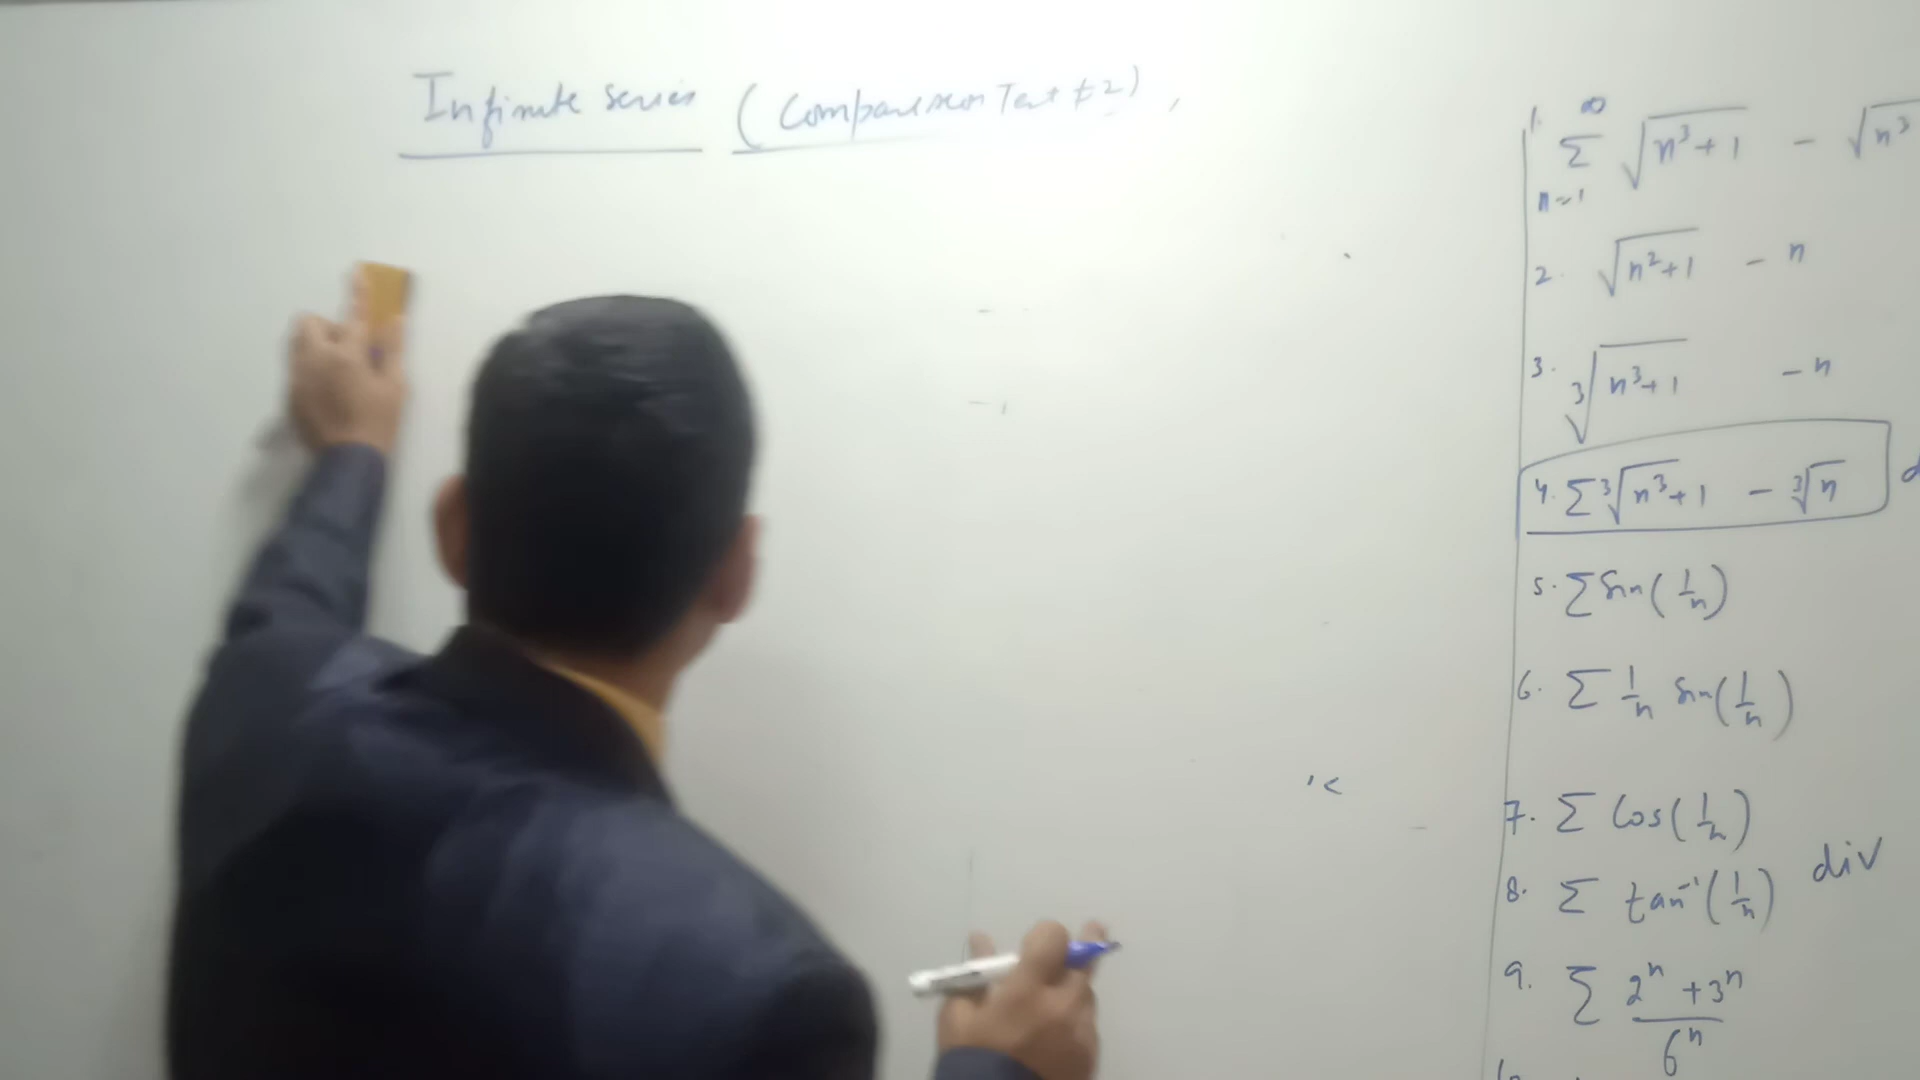 Infinite series (Comparison Test #2),
1. ∞ Σ n=1 √(n³+1) - √n³
2. √(n²+1) - n
3. ³√(n³+1) - n
4. Σ ³√(n³+1) - ³√n
5. Σ Sin(1/n)
6. Σ 1/n Sin(1/n)
7. Σ Cos(1/n)
8. Σ tan⁻¹(1/n) div
9. Σ (2ⁿ+3ⁿ)/6ⁿ